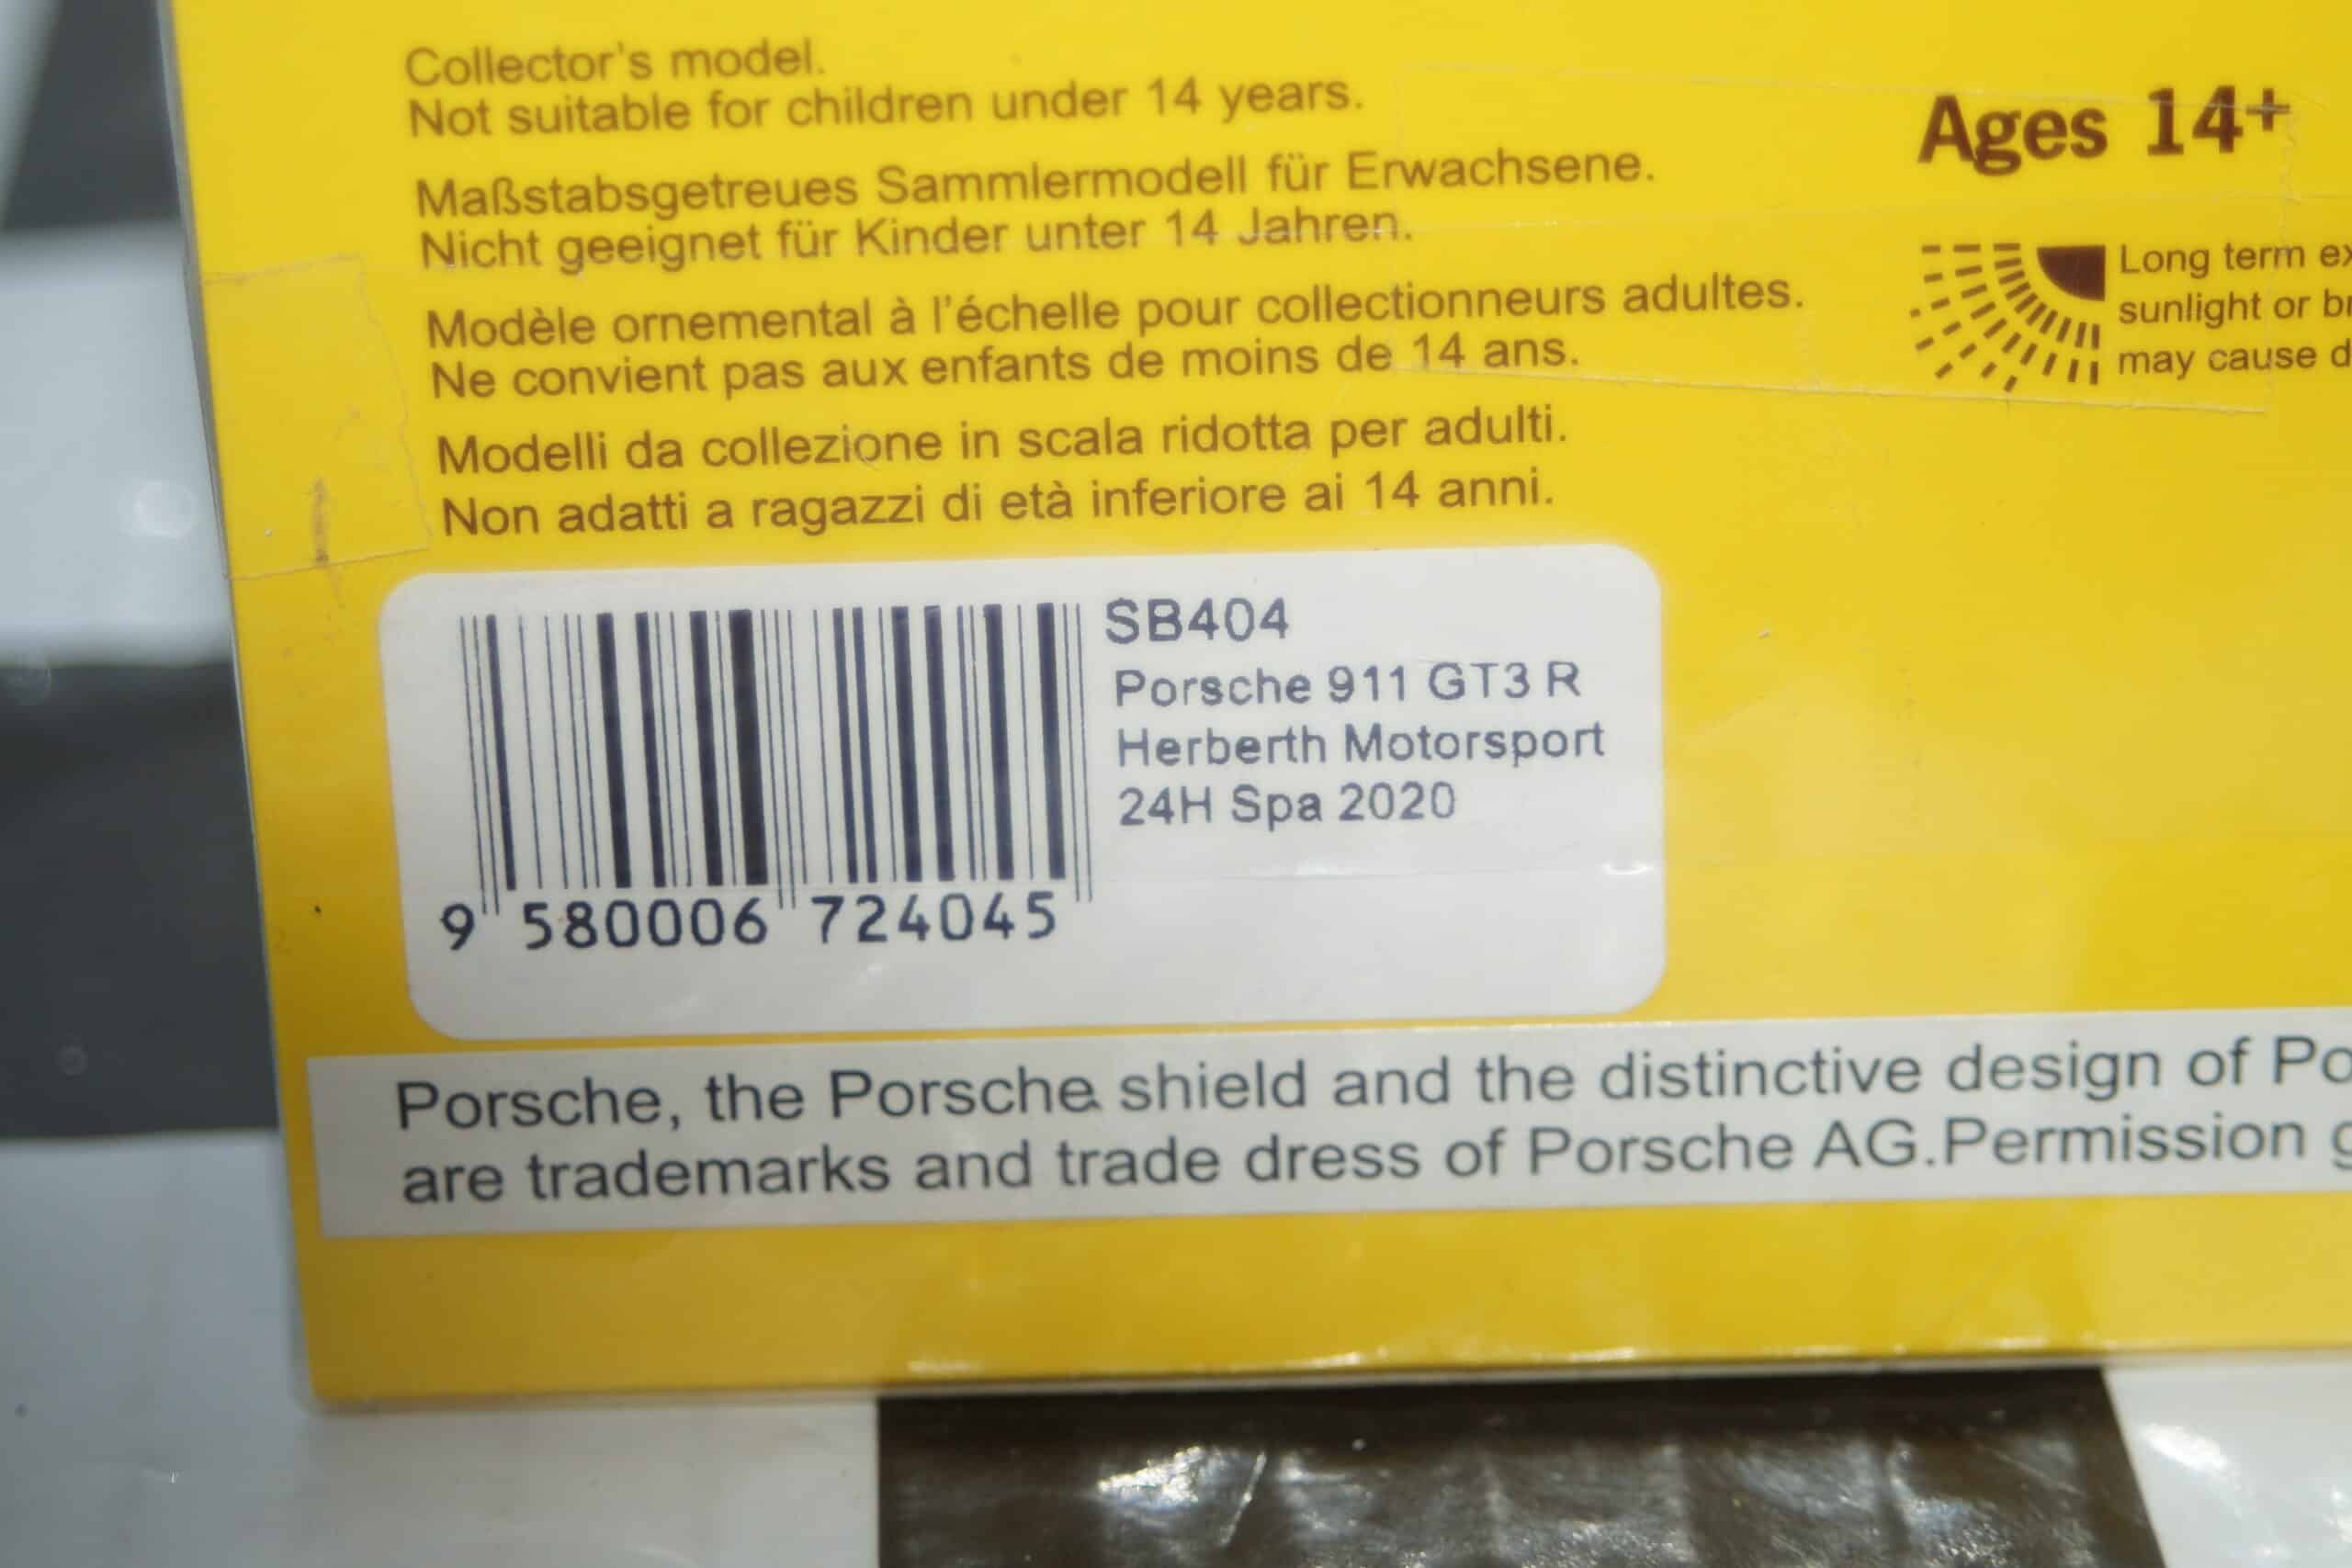 Collector's model.
Not suitable for children under 14 years.
Maßstabsgetreues Sammlermodell für Erwachsene.
Nicht geeignet für Kinder unter 14 Jahren.
Modèle ornemental à l'échelle pour collectionneurs adultes.
Ne convient pas aux enfants de moins de 14 ans.
Modelli da collezione in scala ridotta per adulti.
Non adatti a ragazzi di età inferiore ai 14 anni.
Ages 14+
Long term
sunlight or
may cause
SB404
Porsche 911 GT3 R
Herberth Motorsport
24H Spa 2020
9 580006 724045
Porsche, the Porsche shield and the distinctive design of
are trademarks and trade dress of Porsche AG.Permission